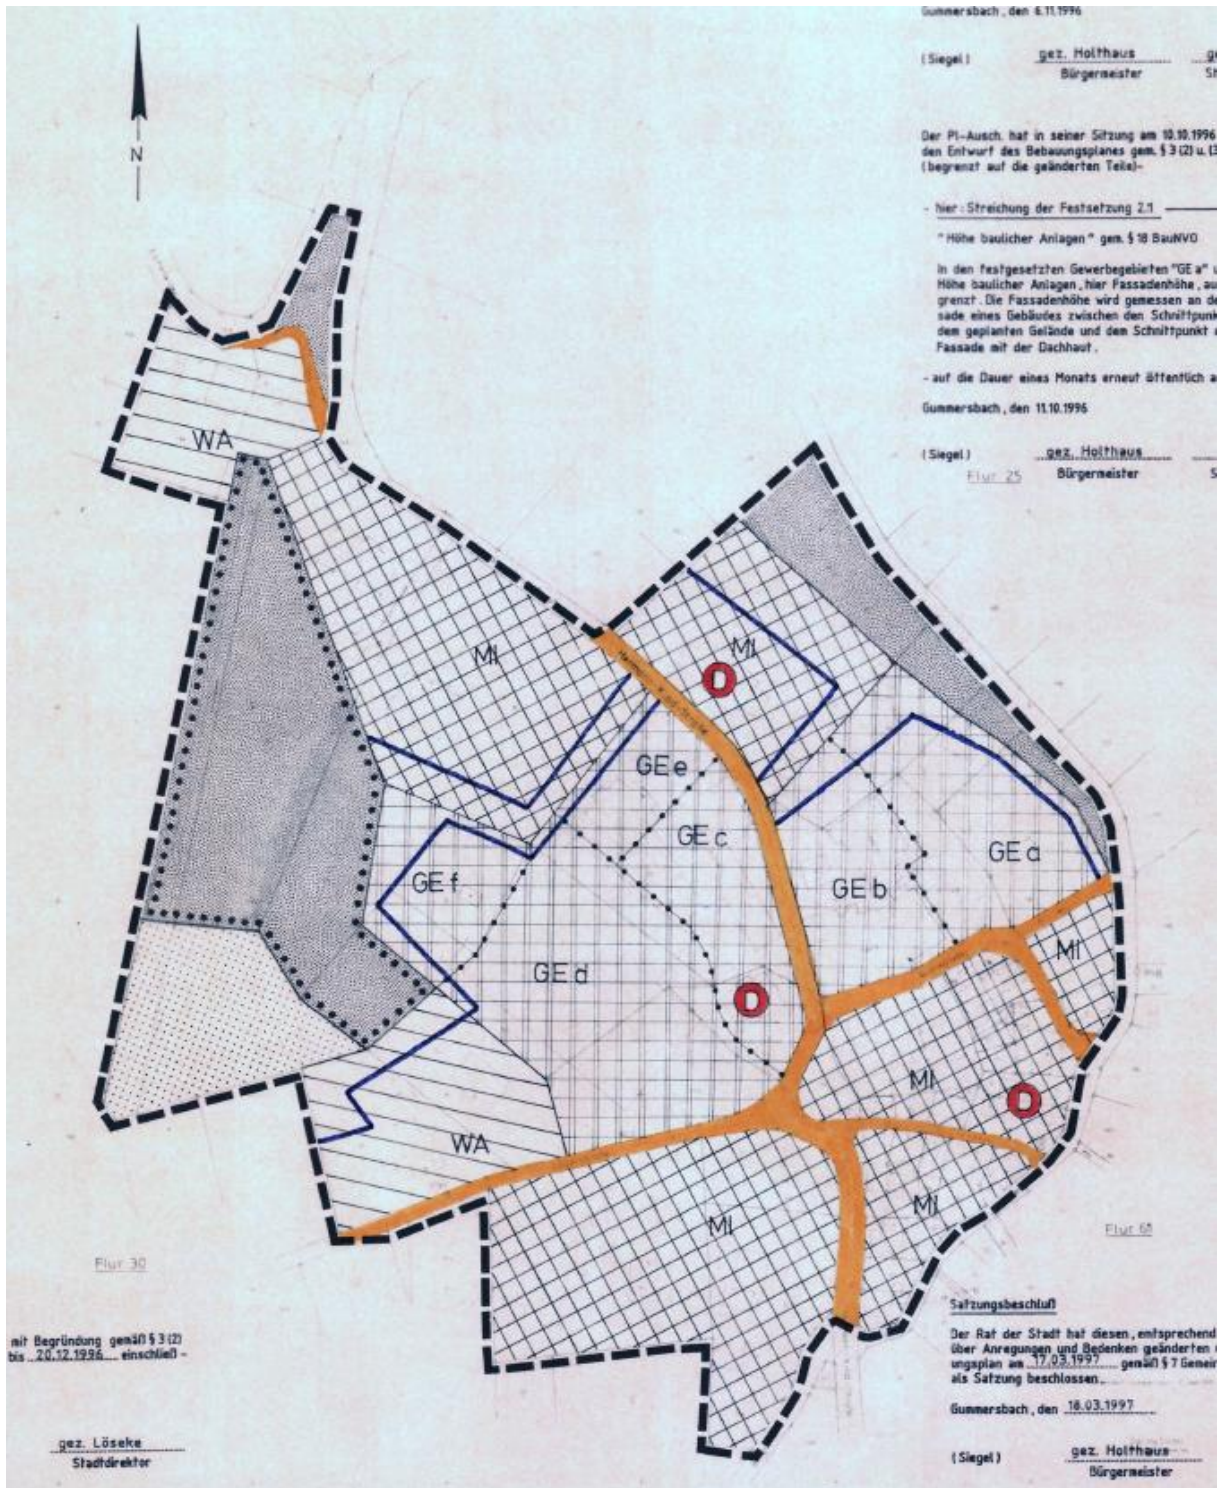 Gummersbach, den 6.11.1996
(Siegel) gez. Holthaus
Bürgermeister
N
Der Pl-Ausch. hat in seiner Sitzung am 10.10.1996
den Entwurf des Bebauungsplanes gem. § 3 (2) u. (3
(begrenzt auf die geänderten Teile)-
- hier: Streichung der Festsetzung 2.1
"Höhe baulicher Anlagen" gem. § 18 BauNVO
In den festgesetzten Gewerbegebieten "GE a" u
Höhe baulicher Anlagen, hier Fassadenhöhe, au
grenzt. Die Fassadenhöhe wird gemessen an de
sade eines Gebäudes zwischen den Schnittpunk
dem geplanten Gelände und dem Schnittpunkt
Fassade mit der Dachhaut.
- auf die Dauer eines Monats erneut öffentlich a
Gummersbach, den 11.10.1996
(Siegel) gez. Holthaus
Bürgermeister
Flur 25
WA
MI
MI
D
GE e
GE c
GE a
GE f
GE b
MI
GE d
D
MI
D
WA
MI
MI
Flur 61
Flur 30
mit Begründung gemäß § 3 (2)
bis 20.12.1996 einschließ-
gez. Löseke
Stadtdirektor
Satzungsbeschluß
Der Rat der Stadt hat diesen, entsprechend
über Anregungen und Bedenken geänderten
ungsplan am 17.03.1997 gemäß § 7 Gemein
als Satzung beschlossen.
Gummersbach, den 18.03.1997
(Siegel) gez. Holthaus
Bürgermeister